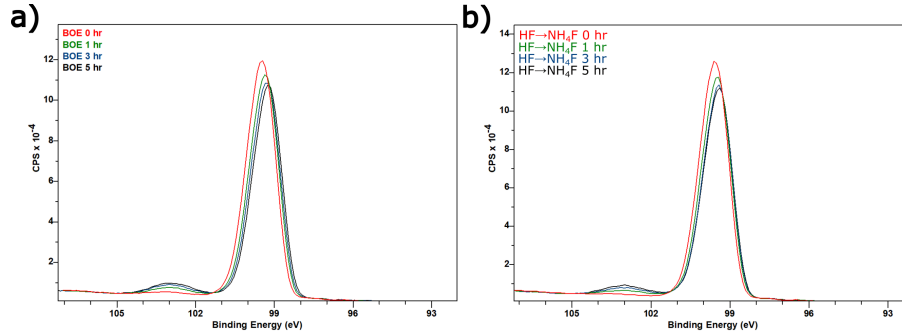 a)
BOE 0 hr
BOE 1 hr
BOE 3 hr
BOE 5 hr
12
10
8
6
4
2
CPS x 10⁻⁴
105
102
99
96
93
Binding Energy (eV)
b)
HF→NH₄F 0 hr
HF→NH₄F 1 hr
HF→NH₄F 3 hr
HF→NH₄F 5 hr
14
12
10
8
6
4
2
CPS x 10⁻⁴
105
102
99
96
93
Binding Energy (eV)